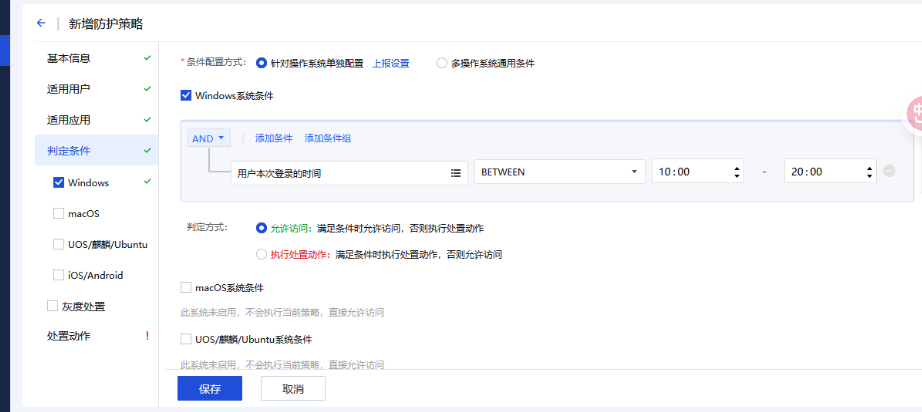 新增防护策略
基本信息
适用用户
适用应用
判定条件
Windows
macOS
UOS/麒麟/Ubuntu
iOS/Android
灰度处置
处置动作 !
* 条件配置方式: 针对操作系统单独配置 上报设置 多操作系统通用条件
Windows系统条件
AND 添加条件 添加条件组
用户本次登录的时间 BETWEEN 10:00 - 20:00
判定方式: 允许访问: 满足条件时允许访问,否则执行处置动作
执行处置动作: 满足条件时执行处置动作,否则允许访问
macOS系统条件
此系统未启用,不会执行当前策略,直接允许访问
UOS/麒麟/Ubuntu系统条件
此系统未启用,不会执行当前策略,直接允许访问
保存 取消